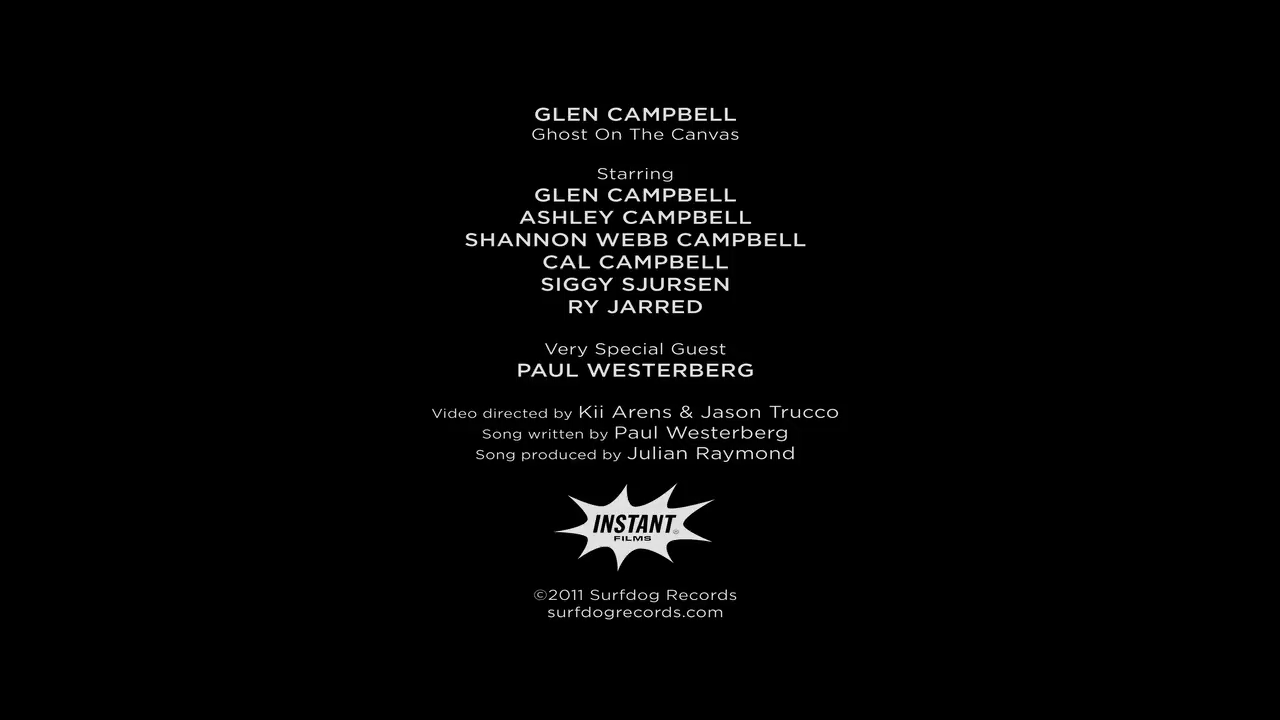 GLEN CAMPBELL
Ghost On The Canvas
Starring
GLEN CAMPBELL
ASHLEY CAMPBELL
SHANNON WEBB CAMPBELL
CAL CAMPBELL
SIGGY SJURSEN
RY JARRED
Very Special Guest
PAUL WESTERBERG
Video directed by Kii Arens & Jason Trucco
Song written by Paul Westerberg
Song produced by Julian Raymond
INSTANT®
FILMS
©2011 Surfdog Records
surfdogrecords.com